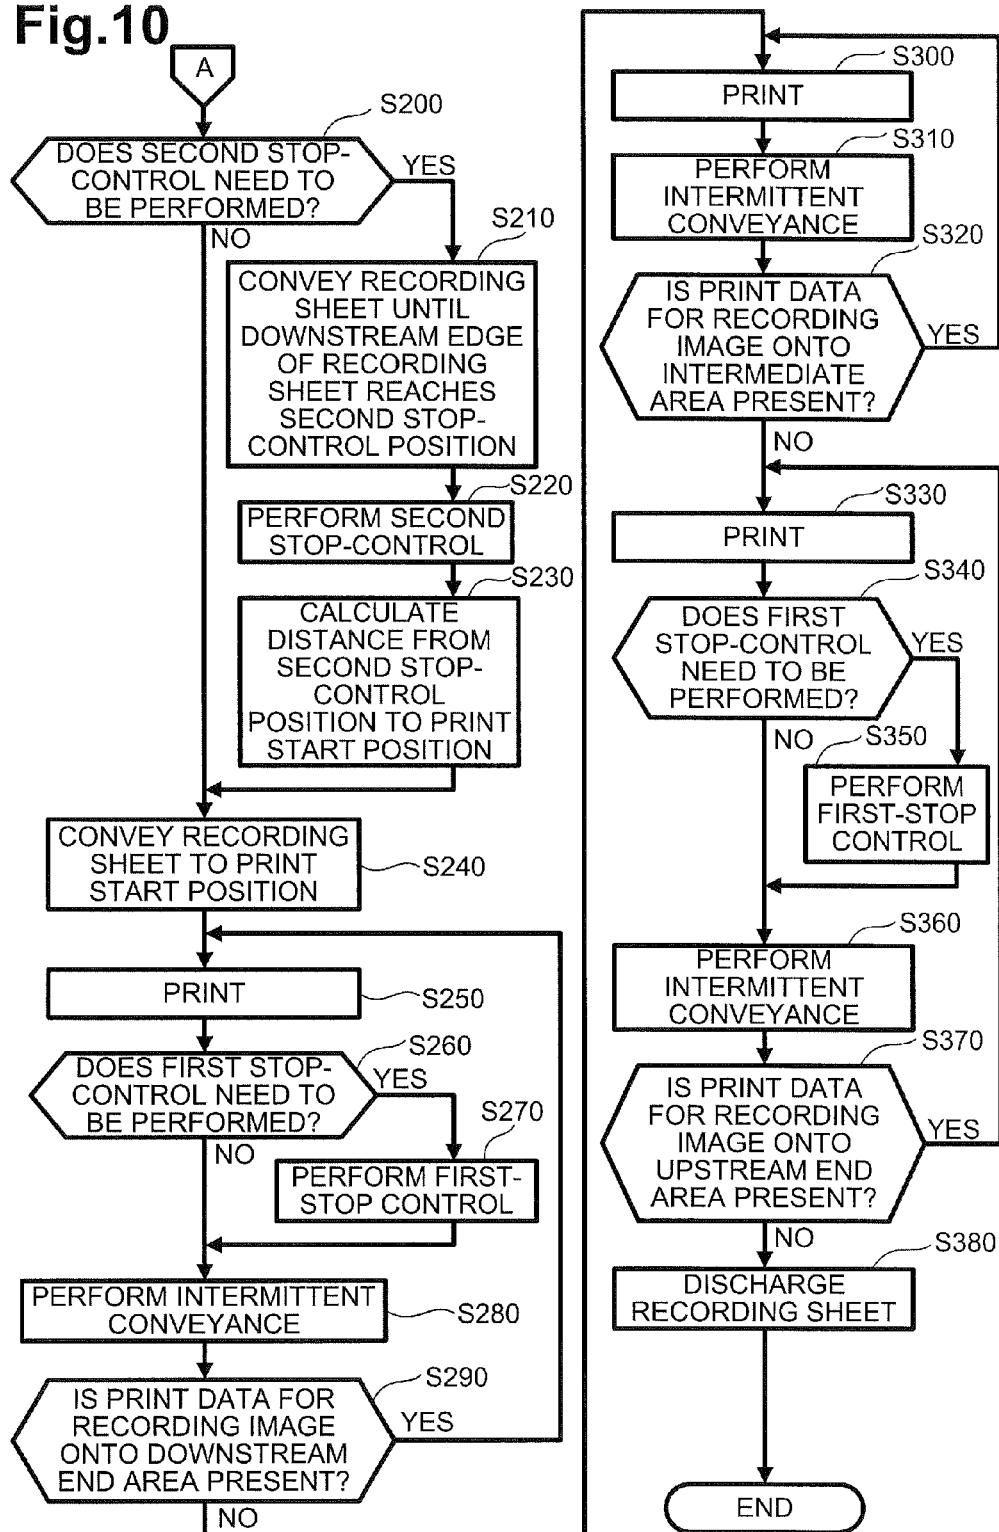 Fig.10
A
S200
DOES SECOND STOP-
CONTROL NEED TO
BE PERFORMED?
YES
NO
S210
CONVEY RECORDING
SHEET UNTIL
DOWNSTREAM EDGE
OF RECORDING
SHEET REACHES
SECOND STOP-
CONTROL POSITION
S220
PERFORM SECOND
STOP-CONTROL
S230
CALCULATE
DISTANCE FROM
SECOND STOP-
CONTROL
POSITION TO PRINT
START POSITION
CONVEY RECORDING
SHEET TO PRINT
START POSITION
S240
PRINT
S250
S260
DOES FIRST STOP-
CONTROL NEED TO
BE PERFORMED?
YES
NO
S270
PERFORM FIRST-
STOP CONTROL
PERFORM INTERMITTENT
CONVEYANCE
S280
S290
IS PRINT DATA FOR
RECORDING IMAGE
ONTO DOWNSTREAM
END AREA PRESENT?
YES
NO
S300
PRINT
S310
PERFORM
INTERMITTENT
CONVEYANCE
S320
IS PRINT DATA
FOR RECORDING
IMAGE ONTO
INTERMEDIATE
AREA PRESENT?
YES
NO
S330
PRINT
S340
DOES FIRST
STOP-CONTROL
NEED TO BE
PERFORMED?
YES
NO
S350
PERFORM
FIRST-STOP
CONTROL
S360
PERFORM
INTERMITTENT
CONVEYANCE
S370
IS PRINT DATA
FOR RECORDING
IMAGE ONTO
UPSTREAM END
AREA PRESENT?
YES
NO
S380
DISCHARGE
RECORDING SHEET
END